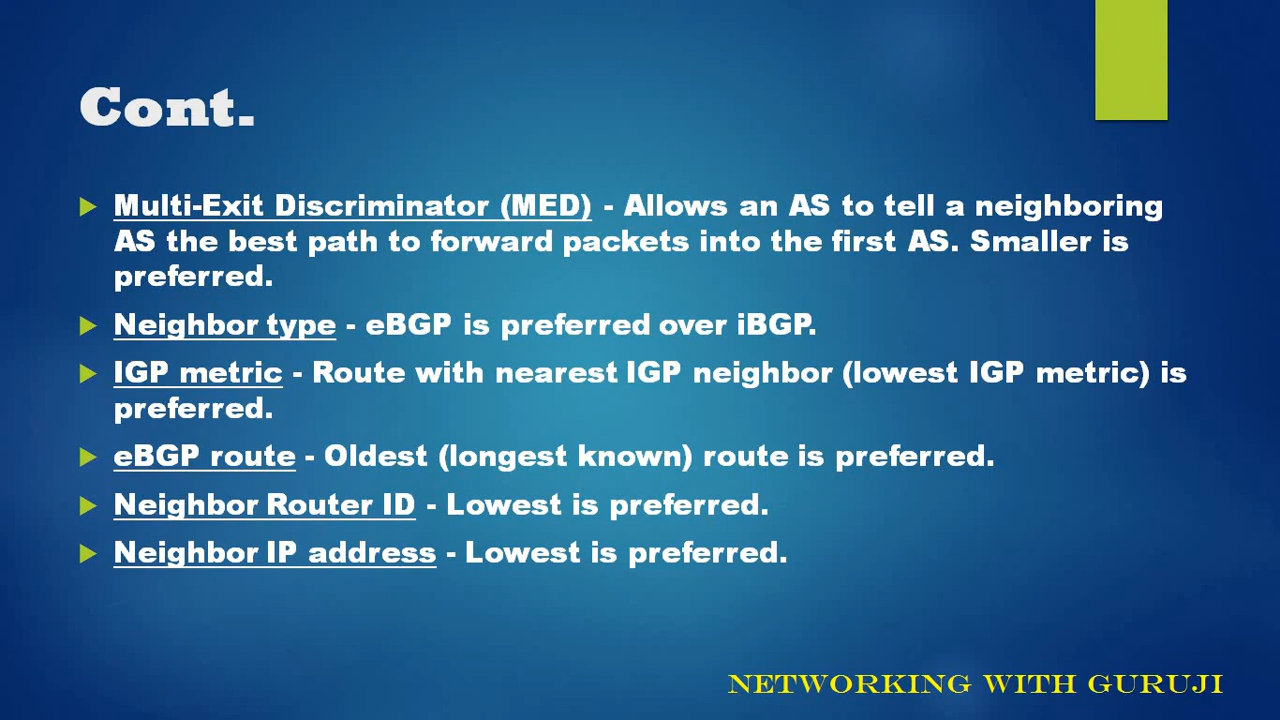 Cont.
Multi-Exit Discriminator (MED) - Allows an AS to tell a neighboring
AS the best path to forward packets into the first AS. Smaller is
preferred.
Neighbor type - eBGP is preferred over iBGP.
IGP metric - Route with nearest IGP neighbor (lowest IGP metric) is
preferred.
eBGP route - Oldest (longest known) route is preferred.
Neighbor Router ID - Lowest is preferred.
Neighbor IP address - Lowest is preferred.
NETWORKING WITH GURUJI